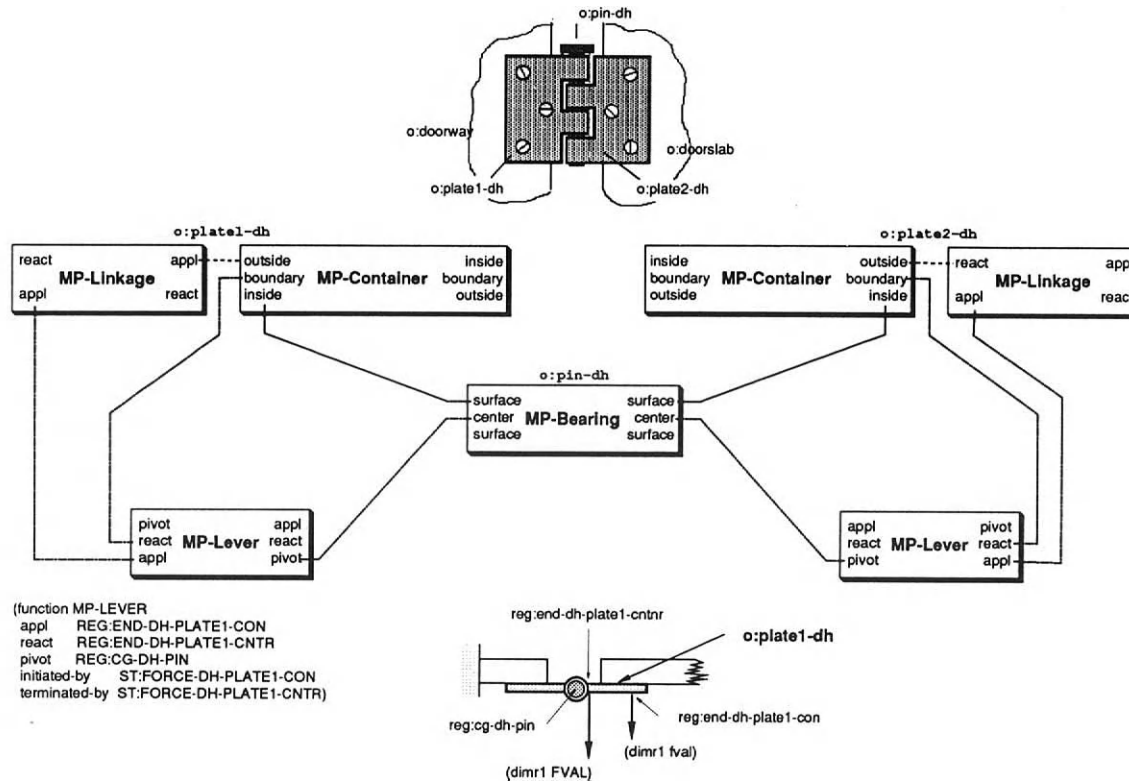 o:pin-dh
o:doorway
o:doorslab
o:plate1-dh
o:plate2-dh
o:plate1-dh
o:plate2-dh
react appl
MP-Linkage
appl react
outside inside
boundary MP-Container boundary
inside outside
inside outside
boundary MP-Container boundary
outside inside
react appl
MP-Linkage
appl react
o:pin-dh
surface surface
center MP-Bearing center
surface surface
pivot appl
react MP-Lever react
appl pivot
appl pivot
react MP-Lever react
pivot appl
(function MP-LEVER
appl REG:END-DH-PLATE1-CON
react REG:END-DH-PLATE1-CNTR
pivot REG:CG-DH-PIN
initiated-by ST:FORCE-DH-PLATE1-CON
terminated-by ST:FORCE-DH-PLATE1-CNTR)
reg:end-dh-plate1-cntnr
o:plate1-dh
reg:cg-dh-pin
reg:end-dh-plate1-con
(dimr1 fval)
(dimr1 FVAL)